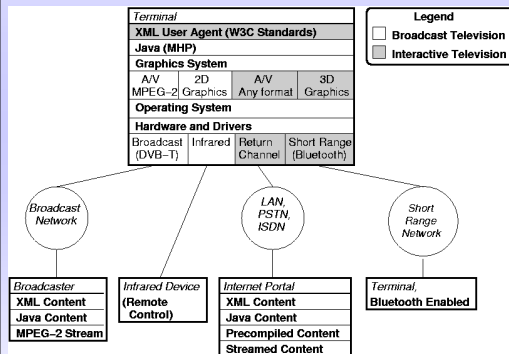 Terminal
XML User Agent (W3C Standards)
Java (MHP)
Graphics System
A/V MPEG-2
2D Graphics
A/V Any format
3D Graphics
Operating System
Hardware and Drivers
Broadcast (DVB-T)
Infrared
Return Channel
Short Range (Bluetooth)
Legend
Broadcast Television
Interactive Television
Broadcast
Network
LAN,
PSTN,
ISDN
Short
Range
Network
Broadcaster
XML Content
Java Content
MPEG-2 Stream
Infrared Device
(Remote
Control)
Internet Portal
XML Content
Java Content
Precompiled Content
Streamed Content
Terminal,
Bluetooth Enabled